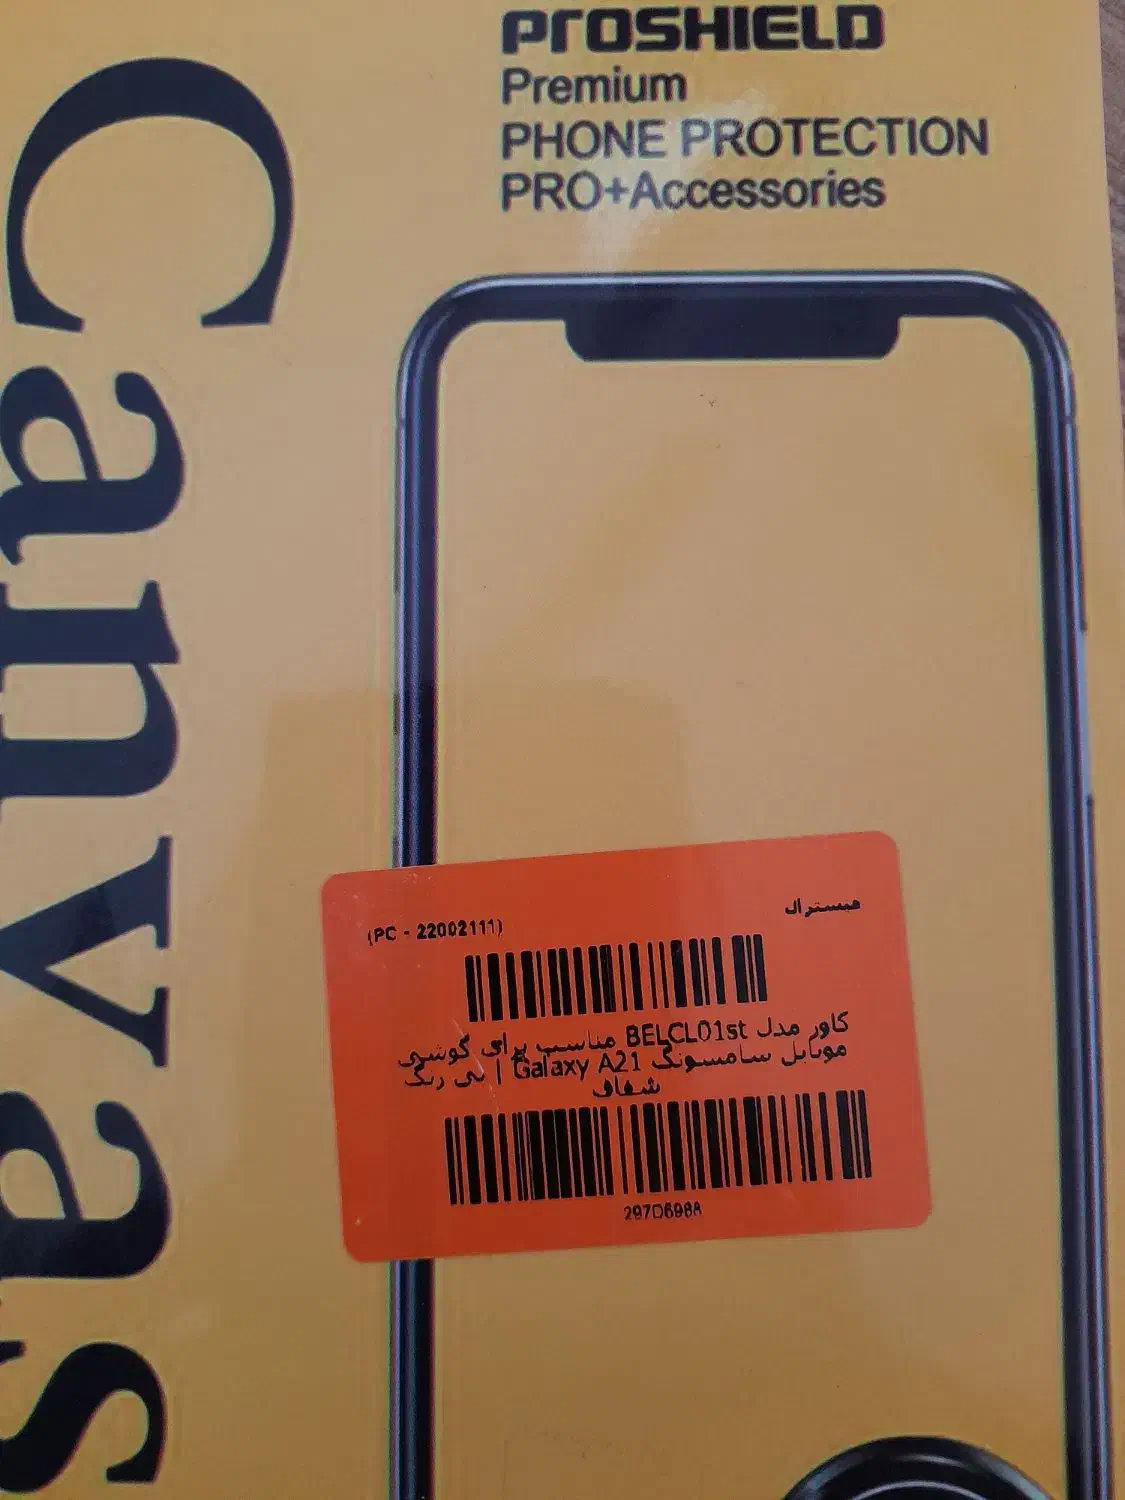 PROSHIELD
Premium
PHONE PROTECTION
PRO+Accessories
Canvas
میسترال
(PC - 22002111)
کاور مدل BELCL01st مناسب برای گوشی
موبایل سامسونگ Galaxy A21 | بی رنگ
شفاف
297D6988